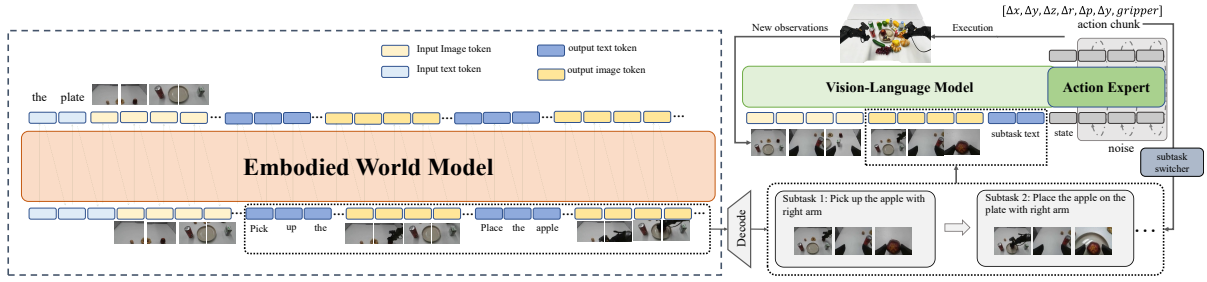 Input Image token
output text token
Input text token
output image token
the plate
Embodied World Model
Pick up the
Place the apple
Decode
[Δx, Δy, Δz, Δr, Δp, Δy, gripper]
action chunk
New observations
Execution
Vision-Language Model
Action Expert
subtask text
state
noise
subtask
switcher
Subtask 1: Pick up the apple with
right arm
Subtask 2: Place the apple on the
plate with right arm